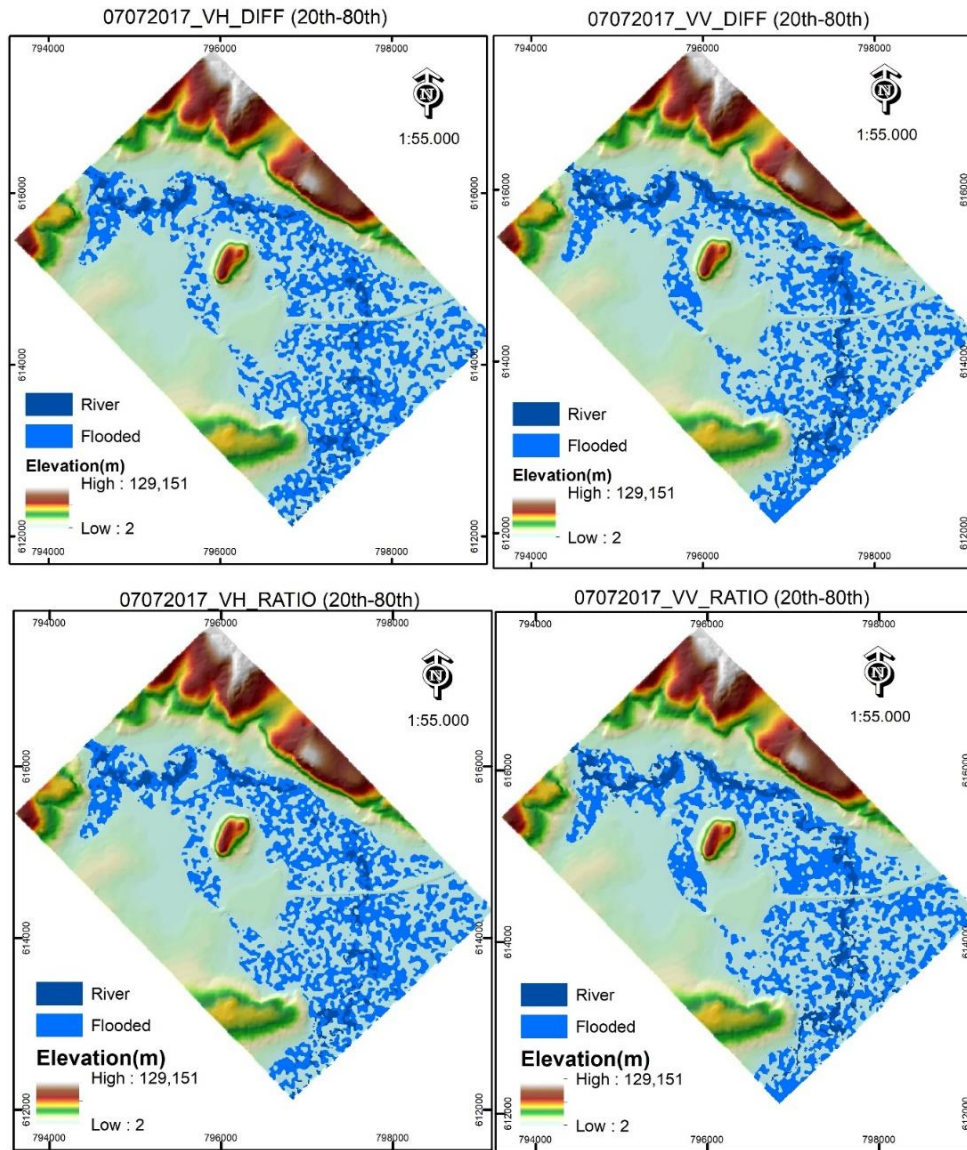 07072017_VH_DIFF (20th-80th)
794000
796000
798000
N
1:55.000
616000
614000
612000
River
Flooded
Elevation(m)
High : 129,151
Low : 2
794000
796000
798000
07072017_VV_DIFF (20th-80th)
794000
796000
798000
N
1:55.000
616000
614000
612000
River
Flooded
Elevation(m)
High : 129,151
Low : 2
794000
796000
798000
07072017_VH_RATIO (20th-80th)
794000
796000
798000
N
1:55.000
616000
614000
612000
River
Flooded
Elevation(m)
High : 129,151
Low : 2
794000
796000
798000
07072017_VV_RATIO (20th-80th)
794000
796000
798000
N
1:55.000
616000
614000
612000
River
Flooded
Elevation(m)
High : 129,151
Low : 2
794000
796000
798000